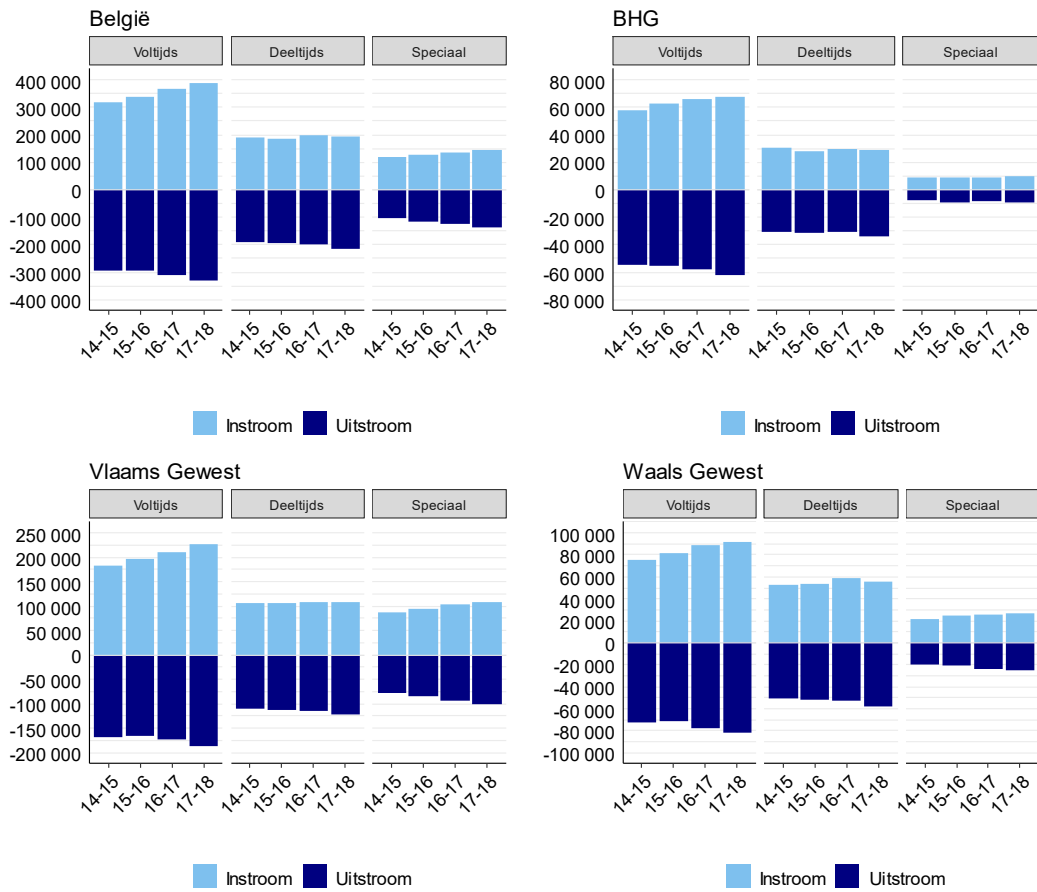 België
Voltijds Deeltijds Speciaal
400 000
300 000
200 000
100 000
0
-100 000
-200 000
-300 000
-400 000
14-15 15-16 16-17 17-18 14-15 15-16 16-17 17-18 14-15 15-16 16-17 17-18
Instroom Uitstroom
BHG
Voltijds Deeltijds Speciaal
80 000
60 000
40 000
20 000
0
-20 000
-40 000
-60 000
-80 000
14-15 15-16 16-17 17-18 14-15 15-16 16-17 17-18 14-15 15-16 16-17 17-18
Instroom Uitstroom
Vlaams Gewest
Voltijds Deeltijds Speciaal
250 000
200 000
150 000
100 000
50 000
0
-50 000
-100 000
-150 000
-200 000
14-15 15-16 16-17 17-18 14-15 15-16 16-17 17-18 14-15 15-16 16-17 17-18
Instroom Uitstroom
Waals Gewest
Voltijds Deeltijds Speciaal
100 000
80 000
60 000
40 000
20 000
0
-20 000
-40 000
-60 000
-80 000
-100 000
14-15 15-16 16-17 17-18 14-15 15-16 16-17 17-18 14-15 15-16 16-17 17-18
Instroom Uitstroom